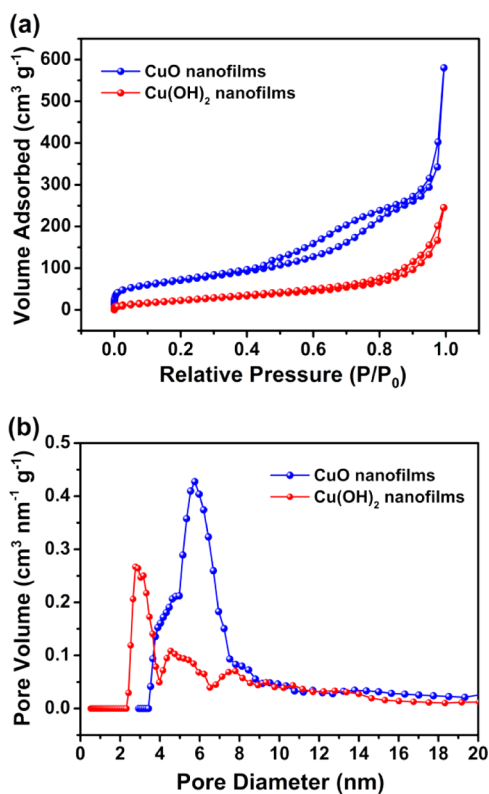 (a)
600
500
400
300
200
100
0
Volume Adsorbed (cm³ g⁻¹)
CuO nanofilms
Cu(OH)₂ nanofilms
0.0 0.2 0.4 0.6 0.8 1.0
Relative Pressure (P/P₀)
(b)
0.5
0.4
0.3
0.2
0.1
0.0
Pore Volume (cm³ nm⁻¹ g⁻¹)
CuO nanofilms
Cu(OH)₂ nanofilms
0 2 4 6 8 10 12 14 16 18 20
Pore Diameter (nm)